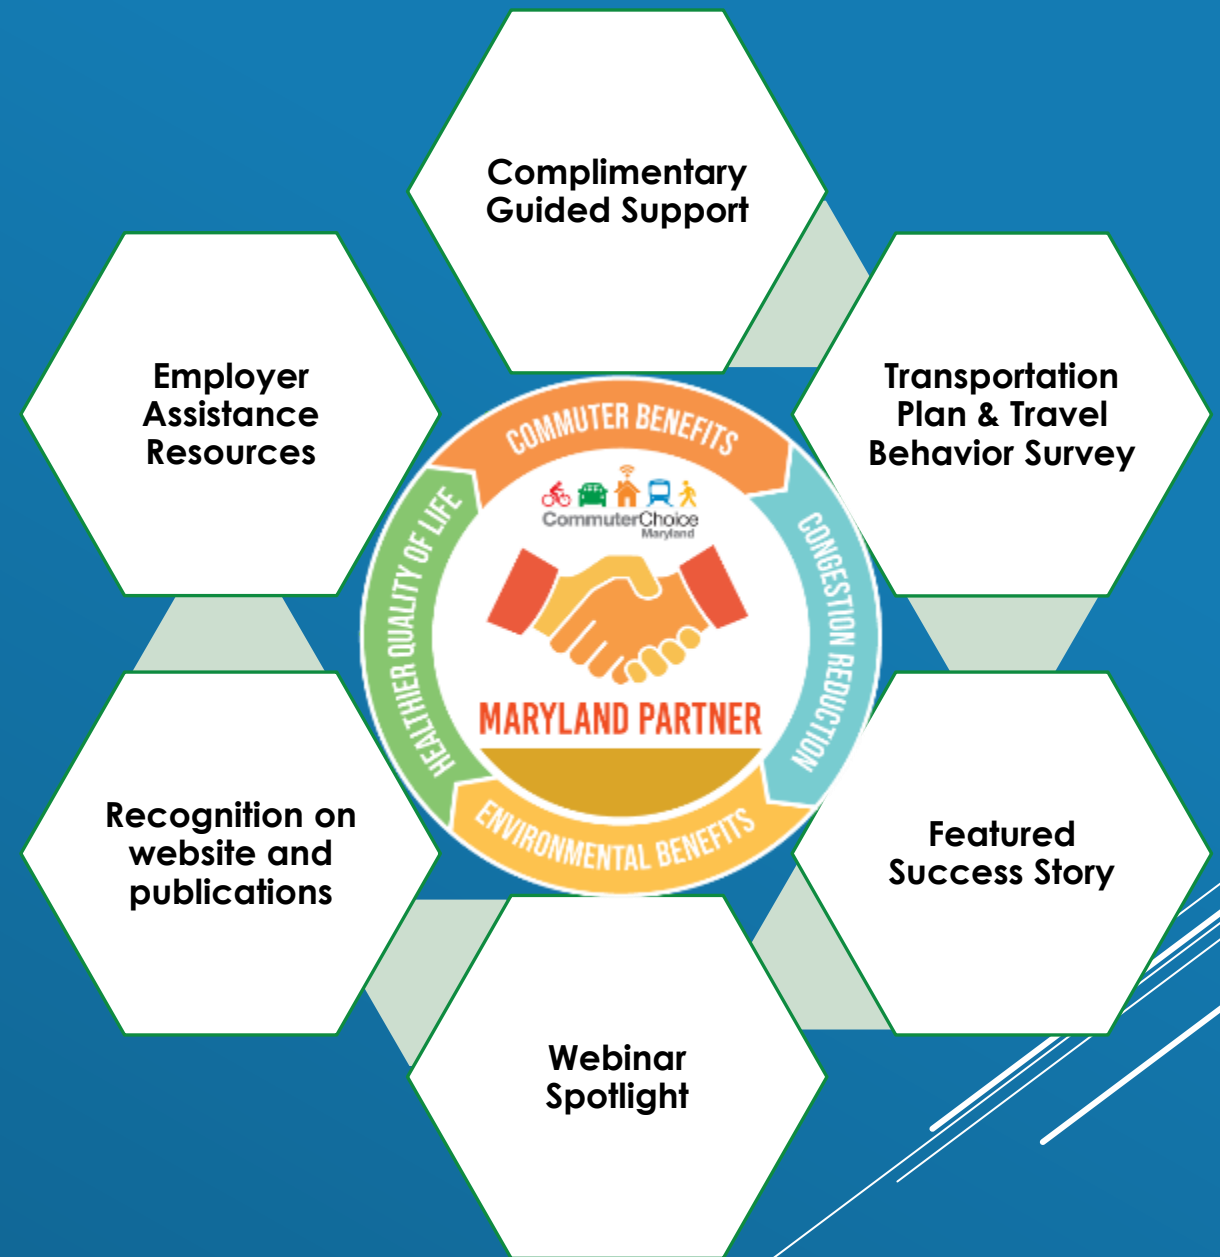 Complimentary
Guided Support
Employer
Assistance
Resources
Transportation
Plan & Travel
Behavior Survey
COMMUTER BENEFITS
CONGESTION REDUCTION
ENVIRONMENTAL BENEFITS
HEALTHIER QUALITY OF LIFE
CommuterChoice
Maryland
MARYLAND PARTNER
Recognition on
website and
publications
Featured
Success Story
Webinar
Spotlight